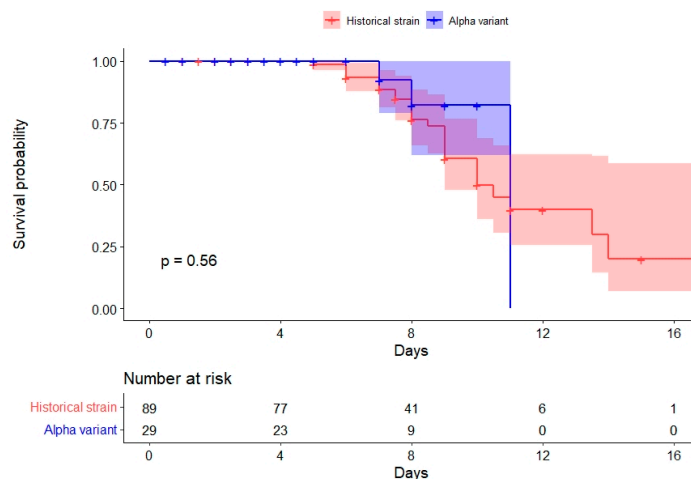 Historical strain Alpha variant
1.00
0.75
0.50
0.25
0.00
Survival probability
p = 0.56
0 4 8 12 16
Days
Number at risk
Historical strain 89 77 41 6 1
Alpha variant 29 23 9 0 0
0 4 8 12 16
Days